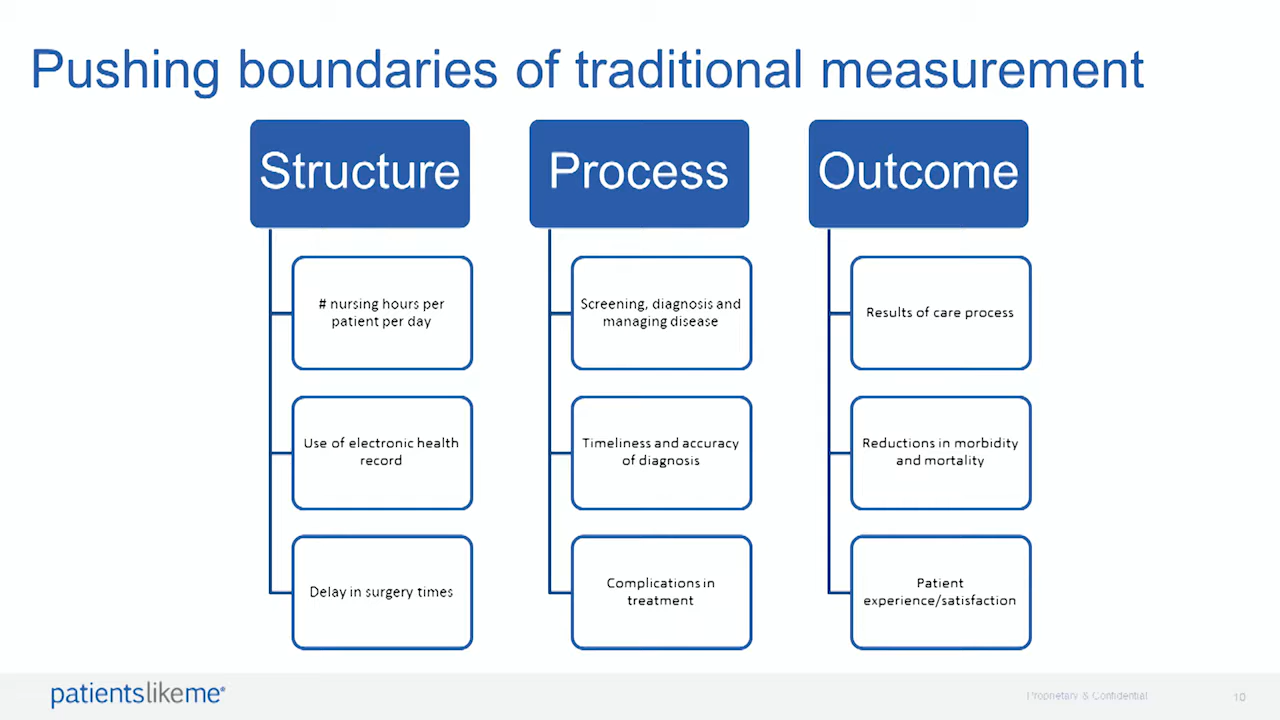 Pushing boundaries of traditional measurement
Structure
# nursing hours per
patient per day
Use of electronic health
record
Delay in surgery times
Process
Screening, diagnosis and
managing disease
Timeliness and accuracy
of diagnosis
Complications in
treatment
Outcome
Results of care process
Reductions in morbidity
and mortality
Patient
experience/satisfaction
patientslikeme®
Proprietary & Confidential
10